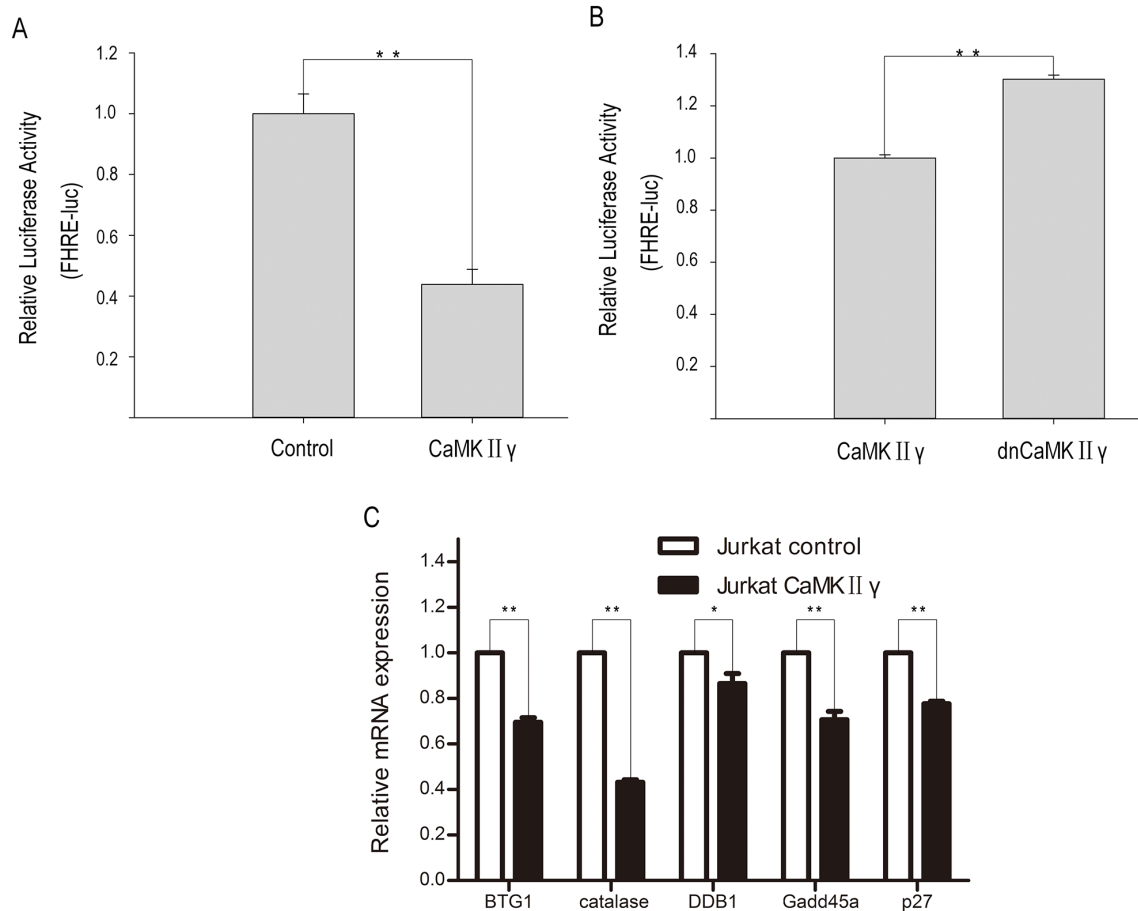 A
Relative Luciferase Activity
(FHRE-luc)
1.2
1.0
0.8
0.6
0.4
0.2
* *
Control
CaMK II γ
B
Relative Luciferase Activity
(FHRE-luc)
1.4
1.2
1.0
0.8
0.6
0.4
0.2
* *
CaMK II γ
dnCaMK II γ
C
Relative mRNA expression
1.4
1.2
1.0
0.8
0.6
0.4
0.2
0.0
Jurkat control
Jurkat CaMK II γ
**
**
*
**
**
BTG1
catalase
DDB1
Gadd45a
p27